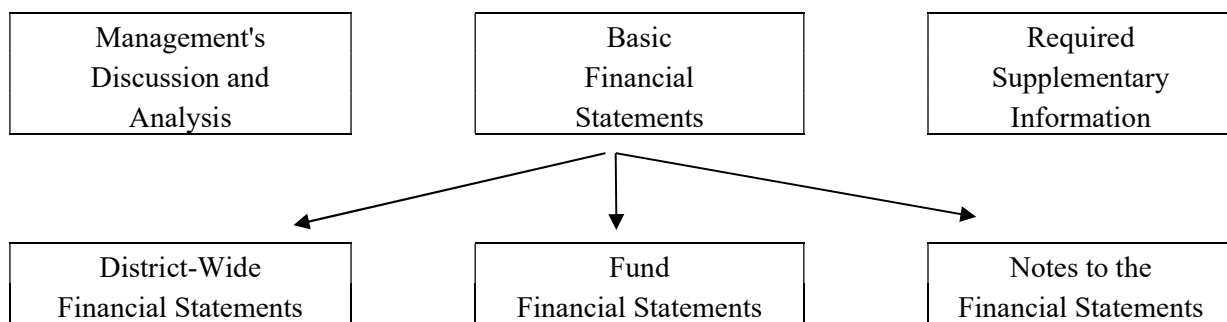 Management's
Discussion and
Analysis
Basic
Financial
Statements
Required
Supplementary
Information
District-Wide
Financial Statements
Fund
Financial Statements
Notes to the
Financial Statements